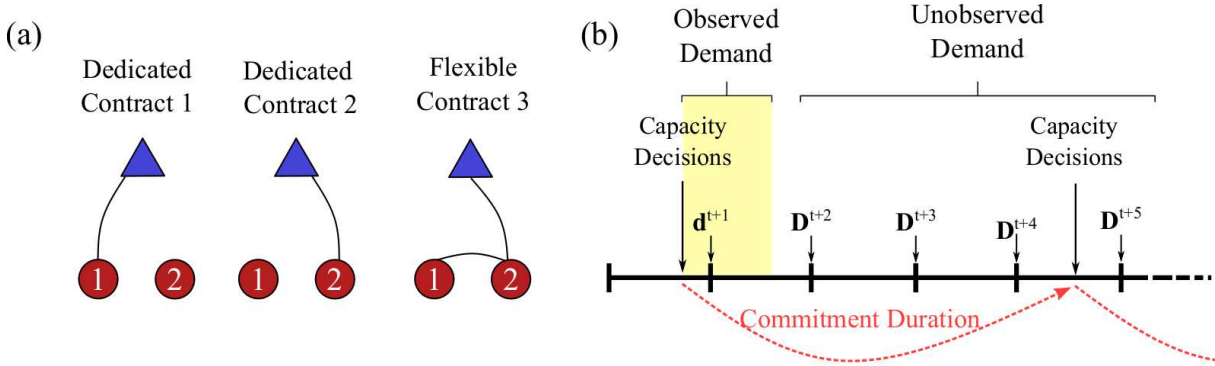 (a)
Dedicated
Contract 1
Dedicated
Contract 2
Flexible
Contract 3
1
2
1
2
1
2
(b)
Observed
Demand
Unobserved
Demand
Capacity
Decisions
Capacity
Decisions
d^{t+1}
D^{t+2}
D^{t+3}
D^{t+4}
D^{t+5}
Commitment Duration